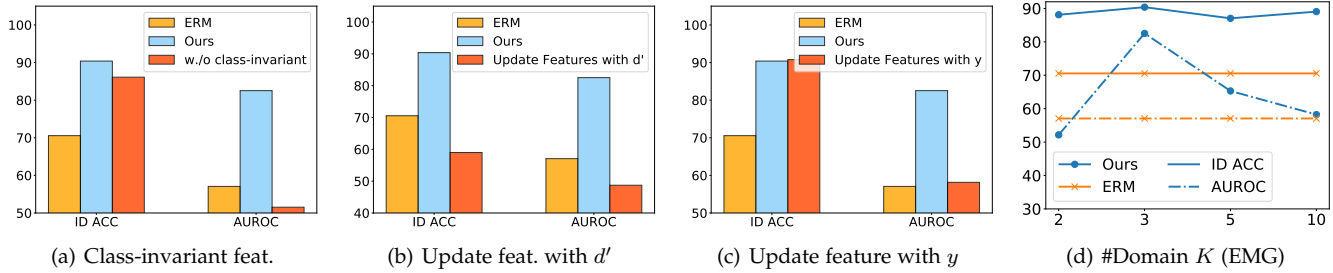 100
90
80
70
60
50
ID ACC
AUROC
ERM
Ours
w./o class-invariant
(a) Class-invariant feat.
100
90
80
70
60
50
40
ID ACC
AUROC
ERM
Ours
Update Features with d'
(b) Update feat. with d′
100
90
80
70
60
50
ID ACC
AUROC
ERM
Ours
Update Features with y
(c) Update feature with y
90
80
70
60
50
40
30
2
3
5
10
Ours
ERM
ID ACC
AUROC
(d) #Domain K (EMG)